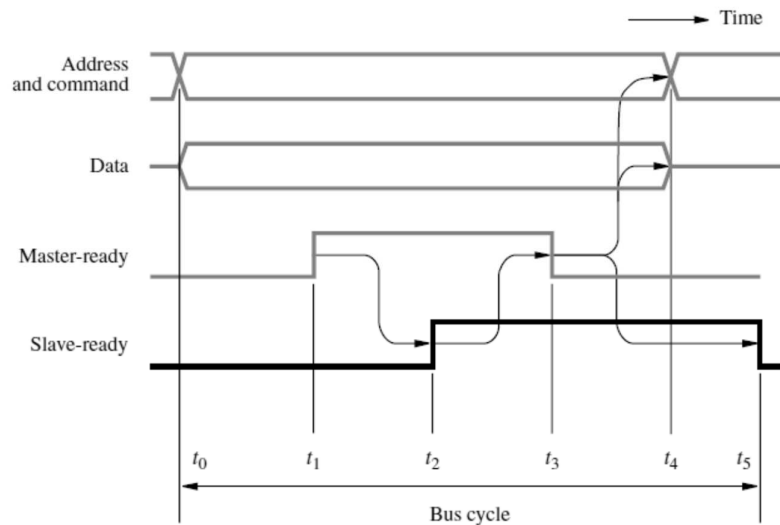 Time
Address
and command
Data
Master-ready
Slave-ready
t0 t1 t2 t3 t4 t5
Bus cycle